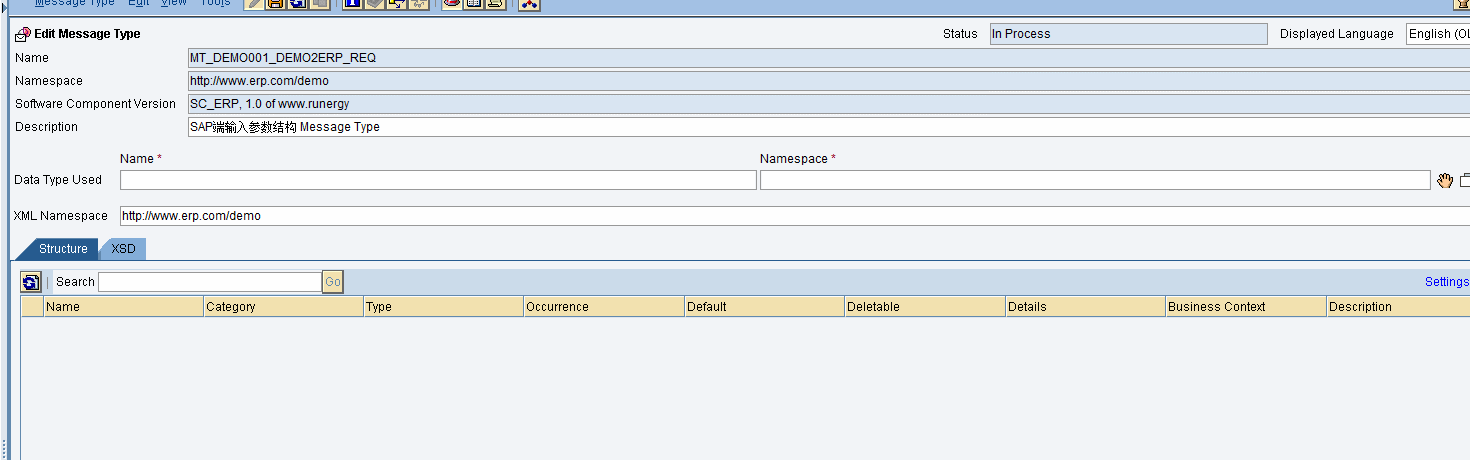 Message Type Edit View Tools
Edit Message Type Status In Process Displayed Language English (OL
Name MT_DEMO001_DEMO2ERP_REQ
Namespace http://www.erp.com/demo
Software Component Version SC_ERP, 1.0 of www.runergy
Description SAP端输入参数结构 Message Type
Name * Namespace *
Data Type Used
XML Namespace http://www.erp.com/demo
Structure XSD
Search Go Settings
Name Category Type Occurrence Default Deletable Details Business Context Description